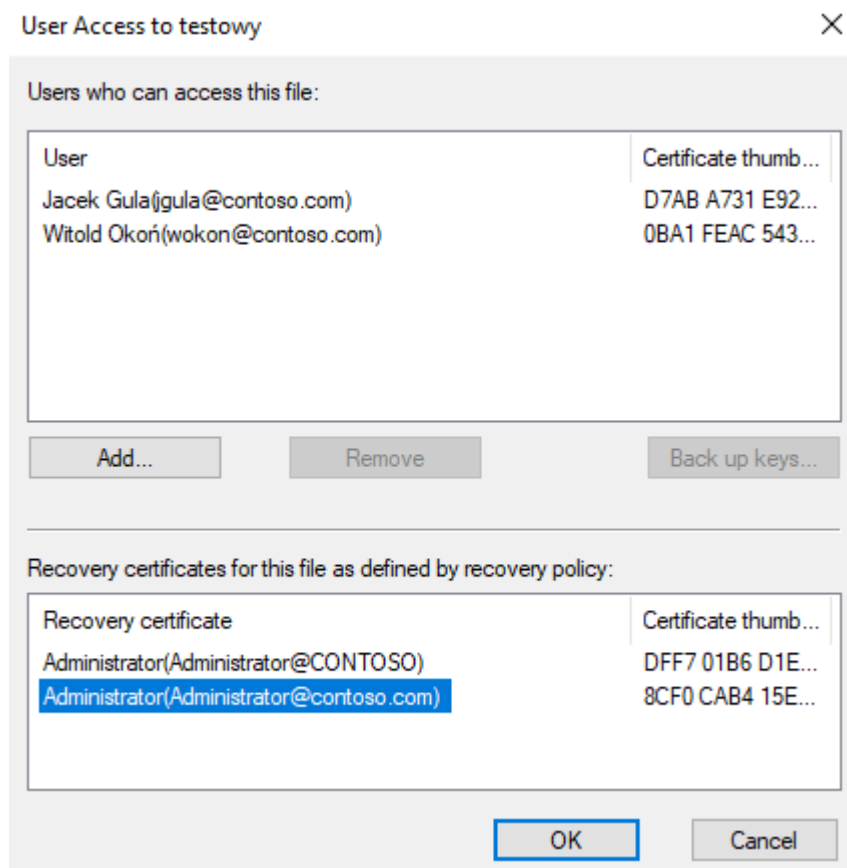 User Access to testowy
Users who can access this file:
User Certificate thumb...
Jacek Gula(jgula@contoso.com) D7AB A731 E92...
Witold Okoń(wokon@contoso.com) 0BA1 FEAC 543...
Add... Remove Back up keys...
Recovery certificates for this file as defined by recovery policy:
Recovery certificate Certificate thumb...
Administrator(Administrator@CONTOSO) DFF7 01B6 D1E...
Administrator(Administrator@contoso.com) 8CF0 CAB4 15E...
OK Cancel